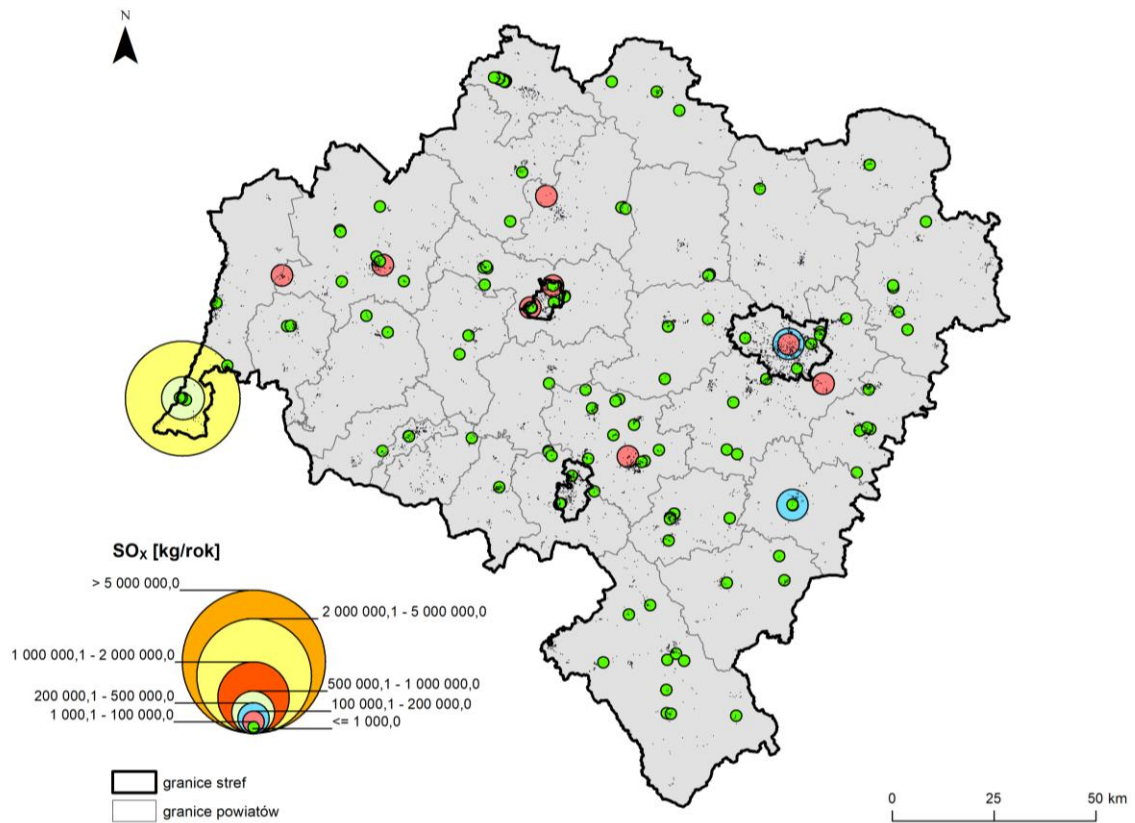 N
SOx [kg/rok]
> 5 000 000,0
2 000 000,1 - 5 000 000,0
1 000 000,1 - 2 000 000,0
500 000,1 - 1 000 000,0
200 000,1 - 500 000,0
100 000,1 - 200 000,0
1 000,1 - 100 000,0
<= 1 000,0
granice stref
granice powiatów
0 25 50 km